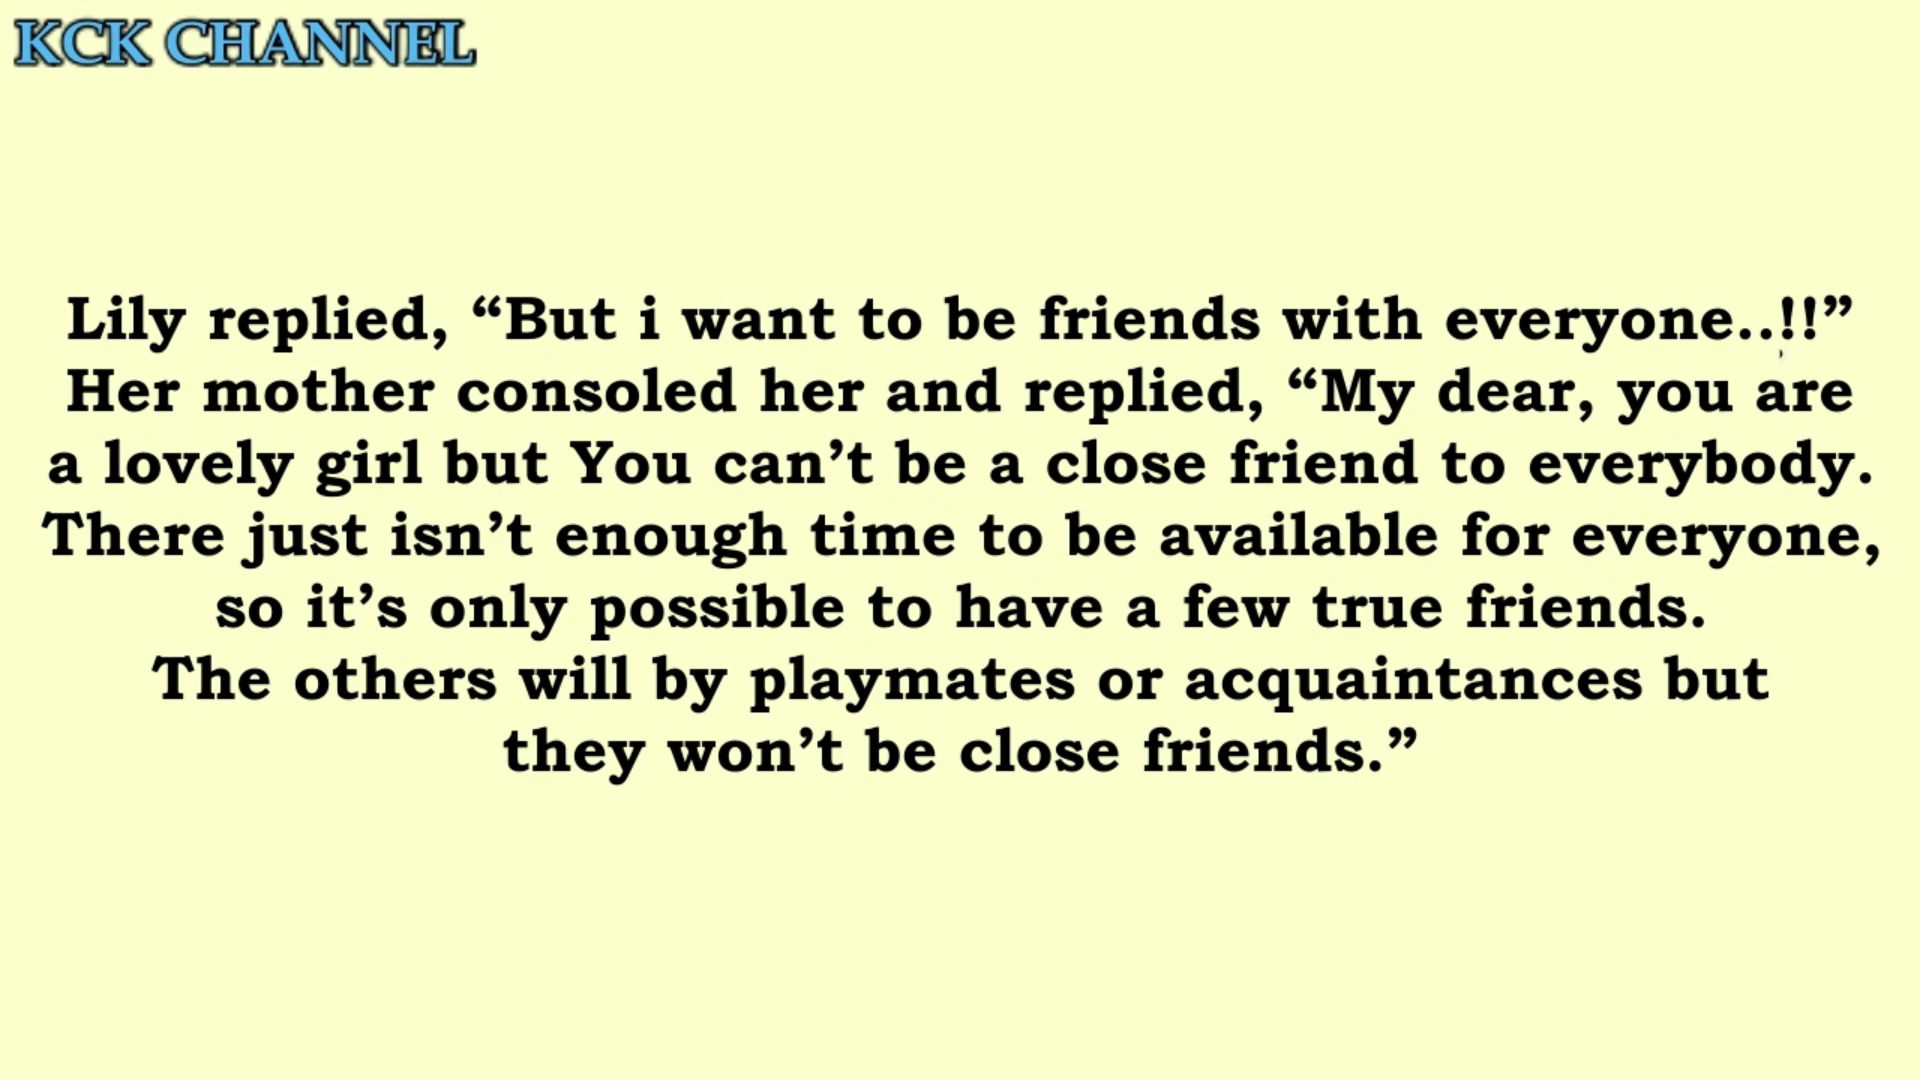 KCK CHANNEL
Lily replied, “But i want to be friends with everyone..!!”
Her mother consoled her and replied, “My dear, you are
a lovely girl but You can’t be a close friend to everybody.
There just isn’t enough time to be available for everyone,
so it’s only possible to have a few true friends.
The others will by playmates or acquaintances but
they won’t be close friends.”